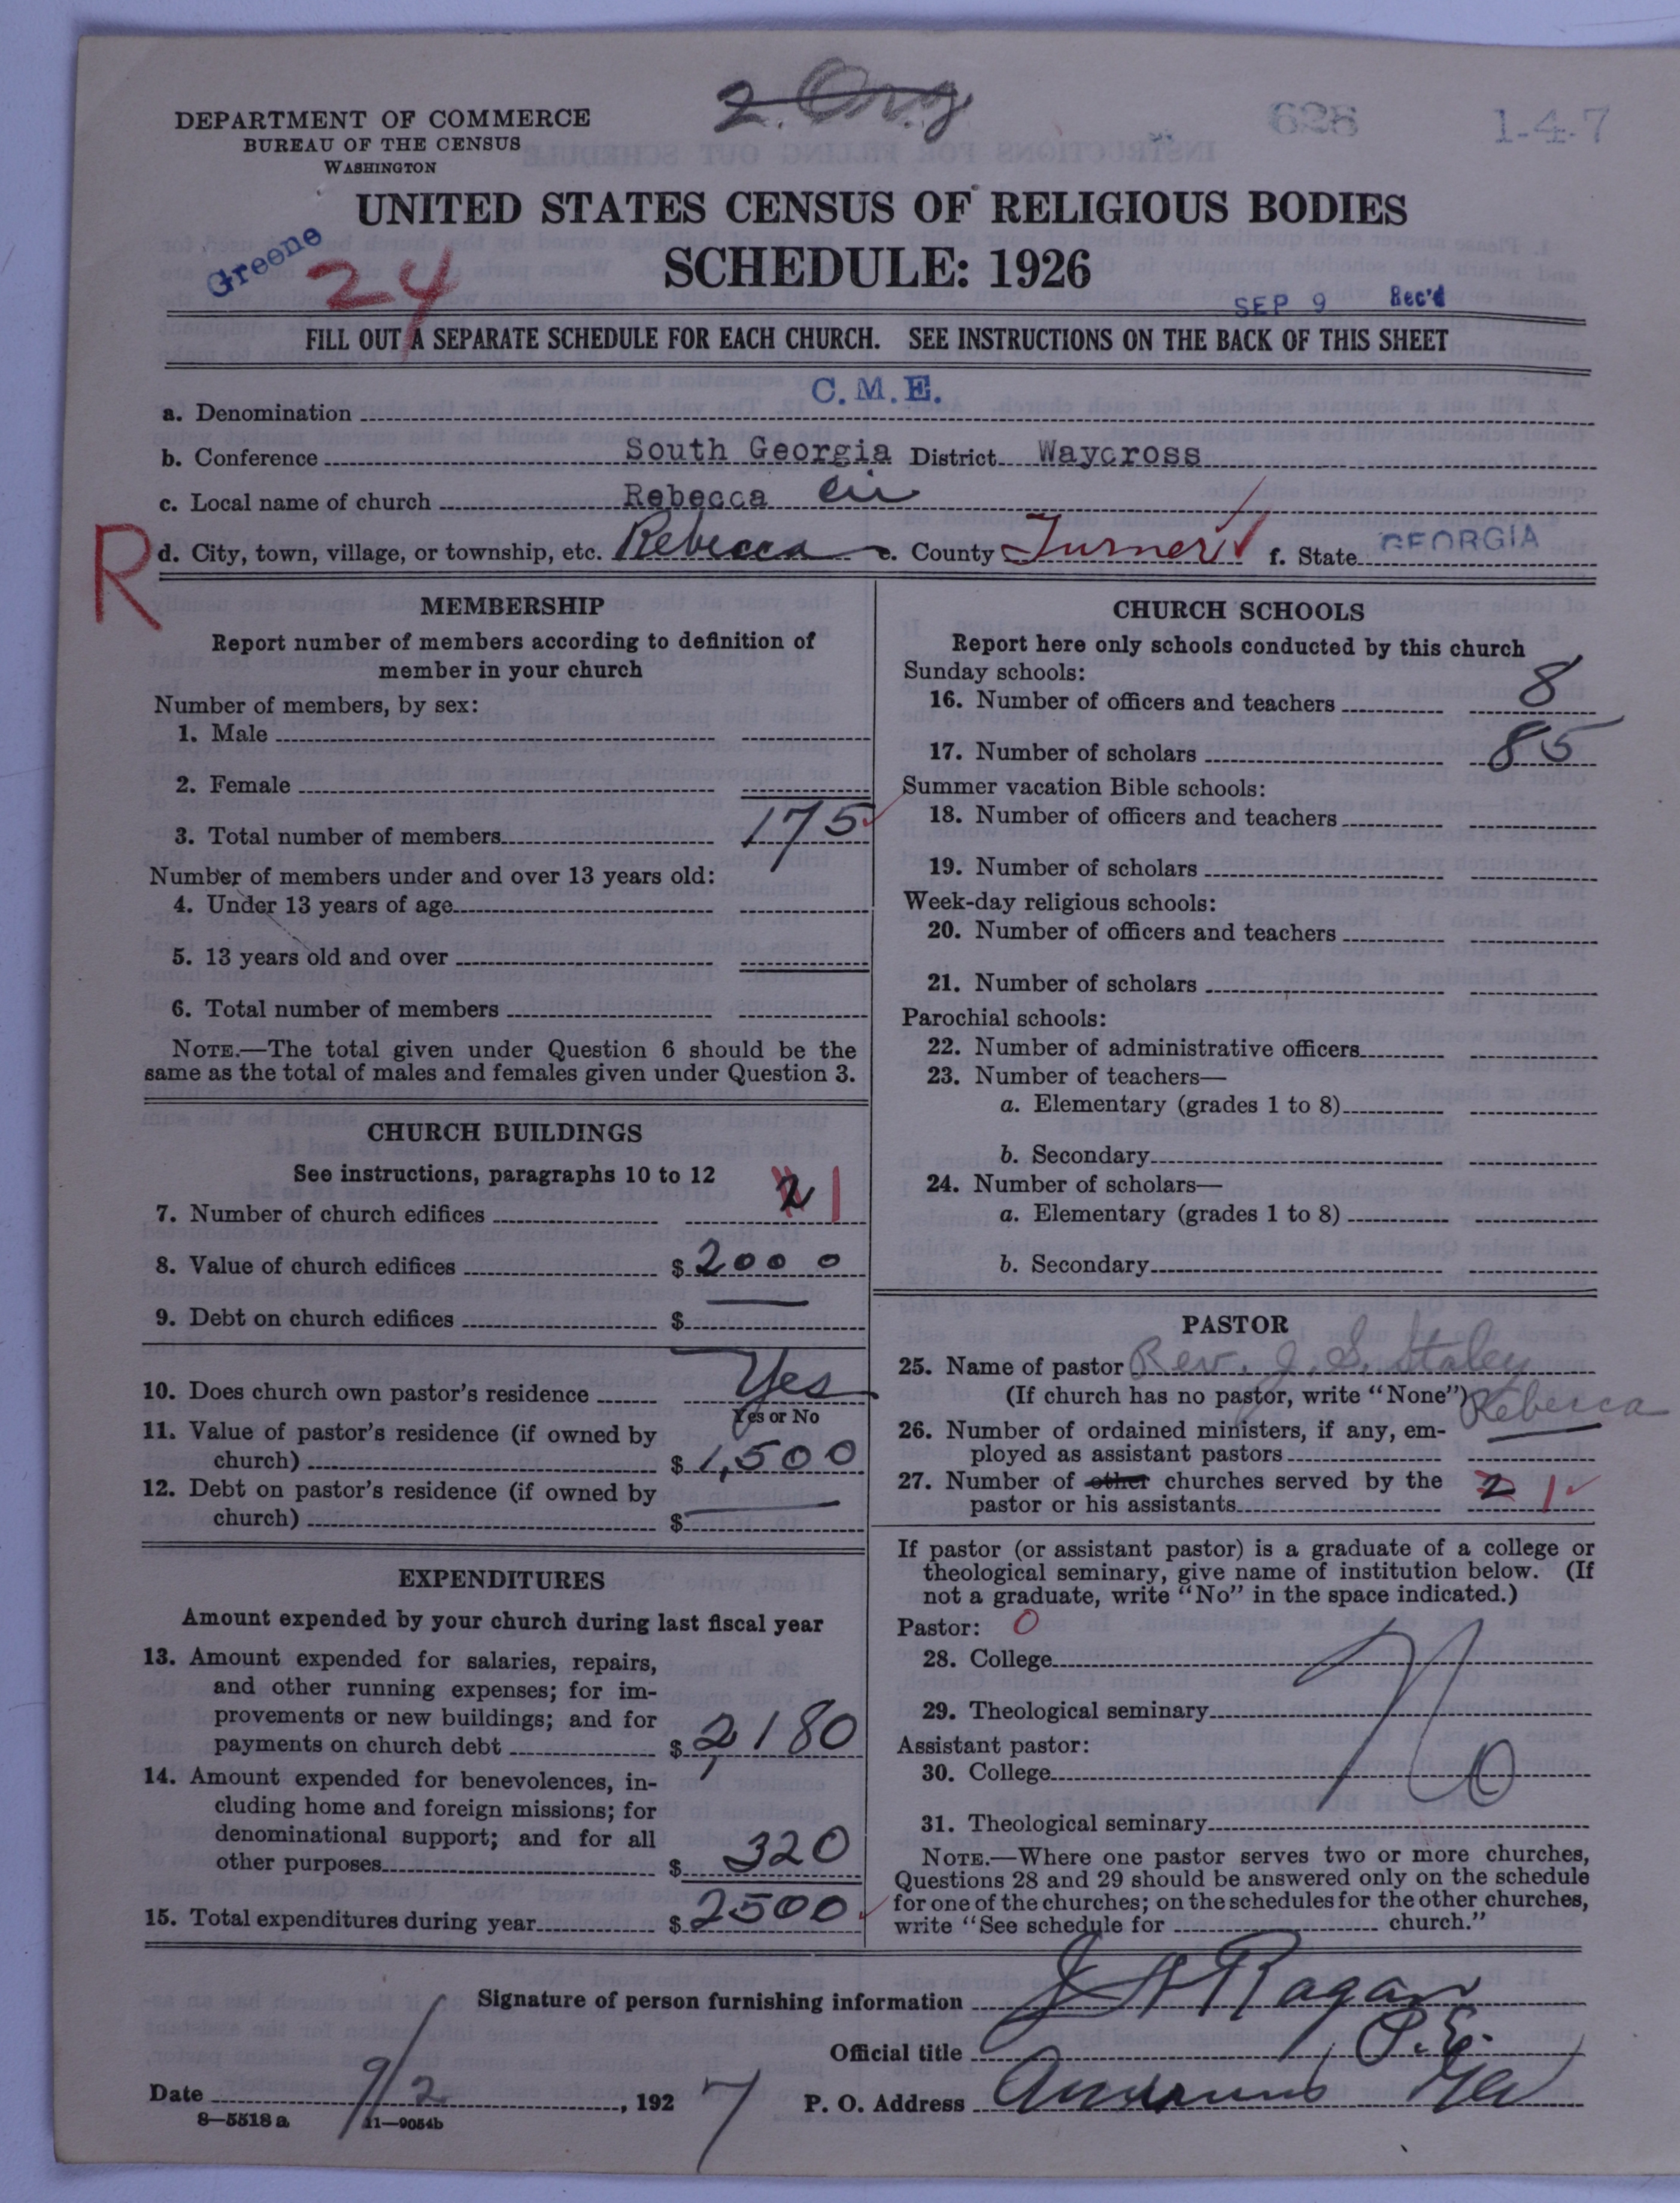 2. Org
DEPARTMENT OF COMMERCE
BUREAU OF THE CENSUS
WASHINGTON
628
1-4-7
UNITED STATES CENSUS OF RELIGIOUS BODIES
SCHEDULE: 1926
Greene
24
SEP 9 Rec'd
FILL OUT A SEPARATE SCHEDULE FOR EACH CHURCH. SEE INSTRUCTIONS ON THE BACK OF THIS SHEET
a. Denomination C.M.E.
b. Conference South Georgia District Waycross
c. Local name of church Rebecca Cir
R
d. City, town, village, or township, etc. Rebecca e. County Turner f. State GEORGIA
MEMBERSHIP
Report number of members according to definition of
member in your church
Number of members, by sex:
1. Male
2. Female
3. Total number of members 175
Number of members under and over 13 years old:
4. Under 13 years of age
5. 13 years old and over
6. Total number of members
NOTE.—The total given under Question 6 should be the
same as the total of males and females given under Question 3.
CHURCH BUILDINGS
See instructions, paragraphs 10 to 12
7. Number of church edifices 2 1
8. Value of church edifices $ 2000
9. Debt on church edifices $
10. Does church own pastor's residence Yes
Yes or No
11. Value of pastor's residence (if owned by
church) $ 1,500
12. Debt on pastor's residence (if owned by
church) $
EXPENDITURES
Amount expended by your church during last fiscal year
13. Amount expended for salaries, repairs,
and other running expenses; for im-
provements or new buildings; and for
payments on church debt $ 2,180
14. Amount expended for benevolences, in-
cluding home and foreign missions; for
denominational support; and for all
other purposes $ 320
15. Total expenditures during year $ 2500
CHURCH SCHOOLS
Report here only schools conducted by this church
Sunday schools:
16. Number of officers and teachers 8
17. Number of scholars 85
Summer vacation Bible schools:
18. Number of officers and teachers
19. Number of scholars
Week-day religious schools:
20. Number of officers and teachers
21. Number of scholars
Parochial schools:
22. Number of administrative officers
23. Number of teachers—
a. Elementary (grades 1 to 8)
b. Secondary
24. Number of scholars—
a. Elementary (grades 1 to 8)
b. Secondary
PASTOR
25. Name of pastor Rev. J. S. Staley
(If church has no pastor, write "None") Rebecca
26. Number of ordained ministers, if any, em-
ployed as assistant pastors
27. Number of other churches served by the
pastor or his assistants 2 1
If pastor (or assistant pastor) is a graduate of a college or
theological seminary, give name of institution below. (If
not a graduate, write "No" in the space indicated.)
Pastor: 0
28. College
29. Theological seminary
No
Assistant pastor:
30. College
31. Theological seminary
NOTE.—Where one pastor serves two or more churches,
Questions 28 and 29 should be answered only on the schedule
for one of the churches; on the schedules for the other churches,
write "See schedule for church."
Signature of person furnishing information J H Ragan
Official title P.E.
Date 9/2, 1927 P. O. Address Ga
8—5518 a 11—9054b